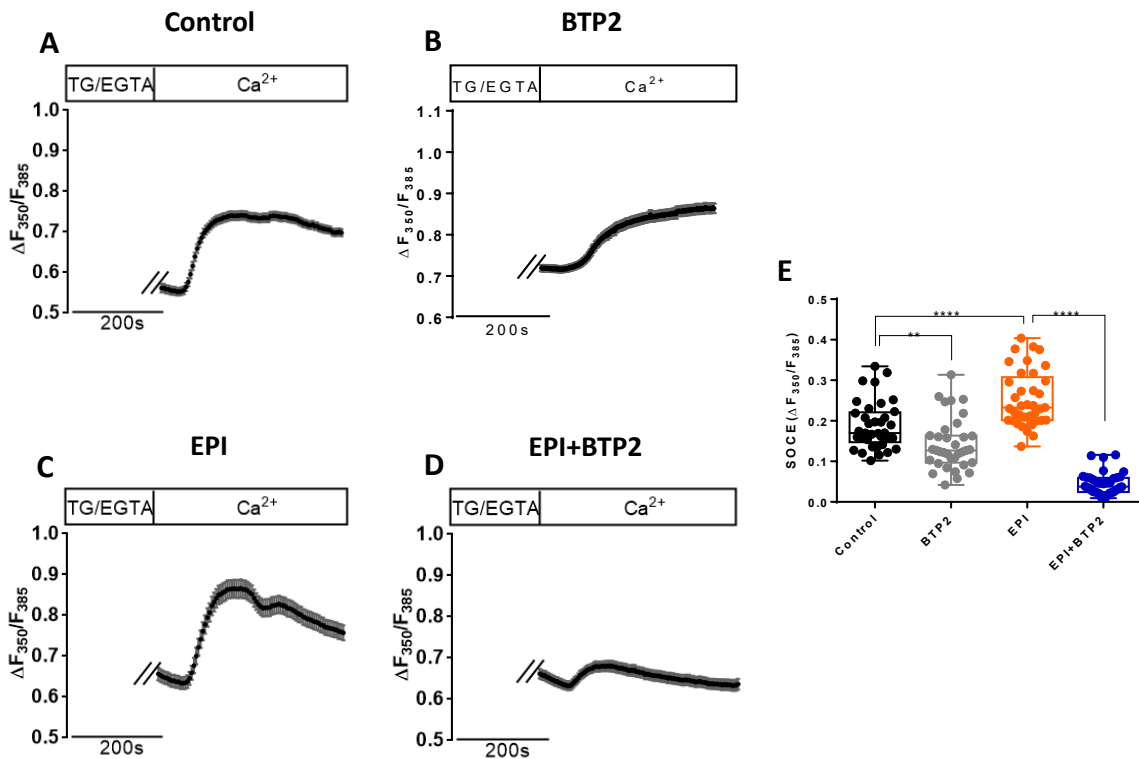 Control
A
TG/EGTA
Ca²⁺
1.0
0.9
0.8
0.7
0.6
0.5
ΔF₃₅₀/F₃₈₅
200s
BTP2
B
TG/EGTA
Ca²⁺
1.1
1.0
0.9
0.8
0.7
0.6
ΔF₃₅₀/F₃₈₅
200s
EPI
C
TG/EGTA
Ca²⁺
1.0
0.9
0.8
0.7
0.6
0.5
ΔF₃₅₀/F₃₈₅
200s
EPI+BTP2
D
TG/EGTA
Ca²⁺
1.0
0.9
0.8
0.7
0.6
0.5
ΔF₃₅₀/F₃₈₅
200s
E
0.5
0.4
0.3
0.2
0.1
0.0
SOCE (ΔF₃₅₀/F₃₈₅)
****
**
****
Control
BTP2
EPI
EPI+BTP2